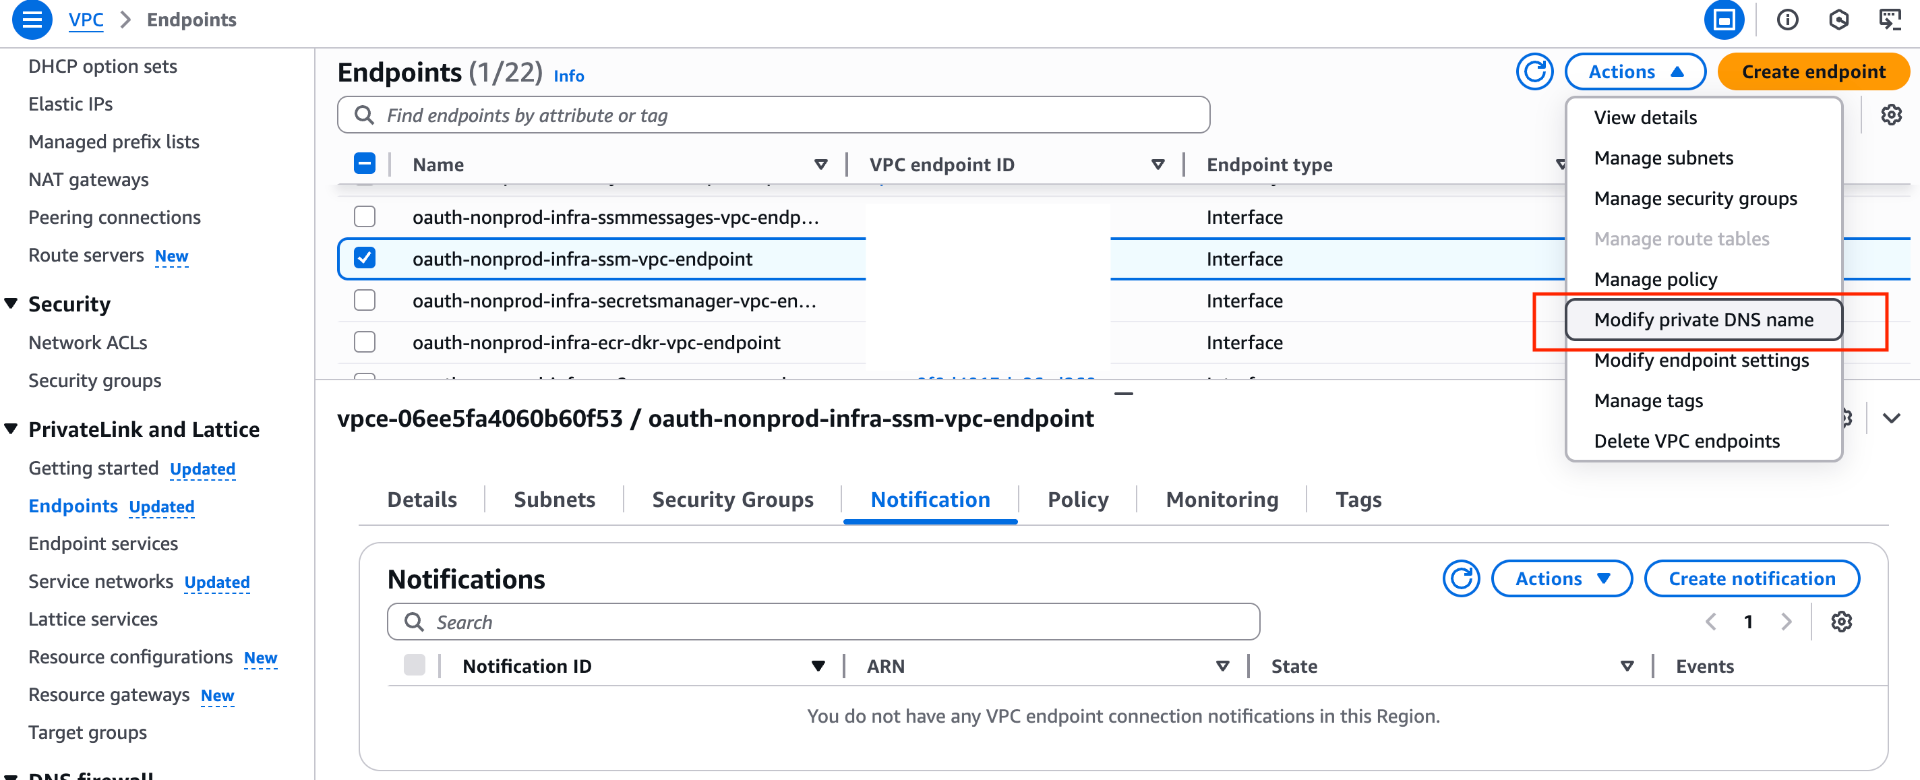 VPC > Endpoints
DHCP option sets
Elastic IPs
Managed prefix lists
NAT gateways
Peering connections
Route servers New
Security
Network ACLs
Security groups
PrivateLink and Lattice
Getting started Updated
Endpoints Updated
Endpoint services
Service networks Updated
Lattice services
Resource configurations New
Resource gateways New
Target groups
DNS firewall
Endpoints (1/22) Info
Actions
Create endpoint
Find endpoints by attribute or tag
Name VPC endpoint ID Endpoint type
oauth-nonprod-infra-ssmmessages-vpc-endp... Interface
oauth-nonprod-infra-ssm-vpc-endpoint Interface
oauth-nonprod-infra-secretsmanager-vpc-en... Interface
oauth-nonprod-infra-ecr-dkr-vpc-endpoint Interface
View details
Manage subnets
Manage security groups
Manage route tables
Manage policy
Modify private DNS name
Modify endpoint settings
Manage tags
Delete VPC endpoints
vpce-06ee5fa4060b60f53 / oauth-nonprod-infra-ssm-vpc-endpoint
Details Subnets Security Groups Notification Policy Monitoring Tags
Notifications
Actions
Create notification
Search
1
Notification ID ARN State Events
You do not have any VPC endpoint connection notifications in this Region.